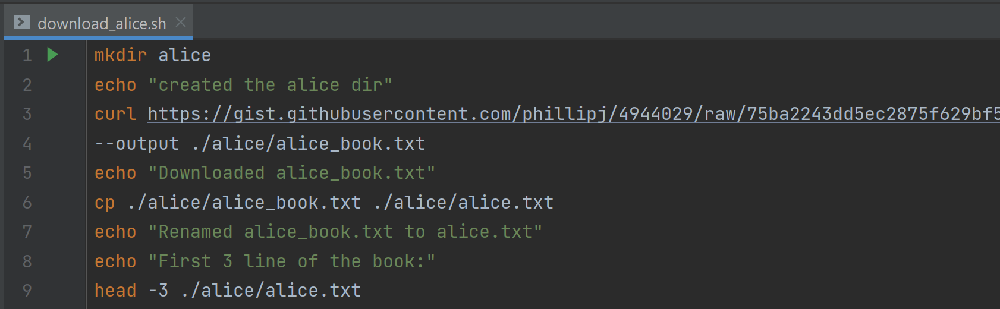 download_alice.sh
1 mkdir alice
2 echo "created the alice dir"
3 curl https://gist.githubusercontent.com/phillipj/4944029/raw/75ba2243dd5ec2875f629bf5
4 --output ./alice/alice_book.txt
5 echo "Downloaded alice_book.txt"
6 cp ./alice/alice_book.txt ./alice/alice.txt
7 echo "Renamed alice_book.txt to alice.txt"
8 echo "First 3 line of the book:"
9 head -3 ./alice/alice.txt